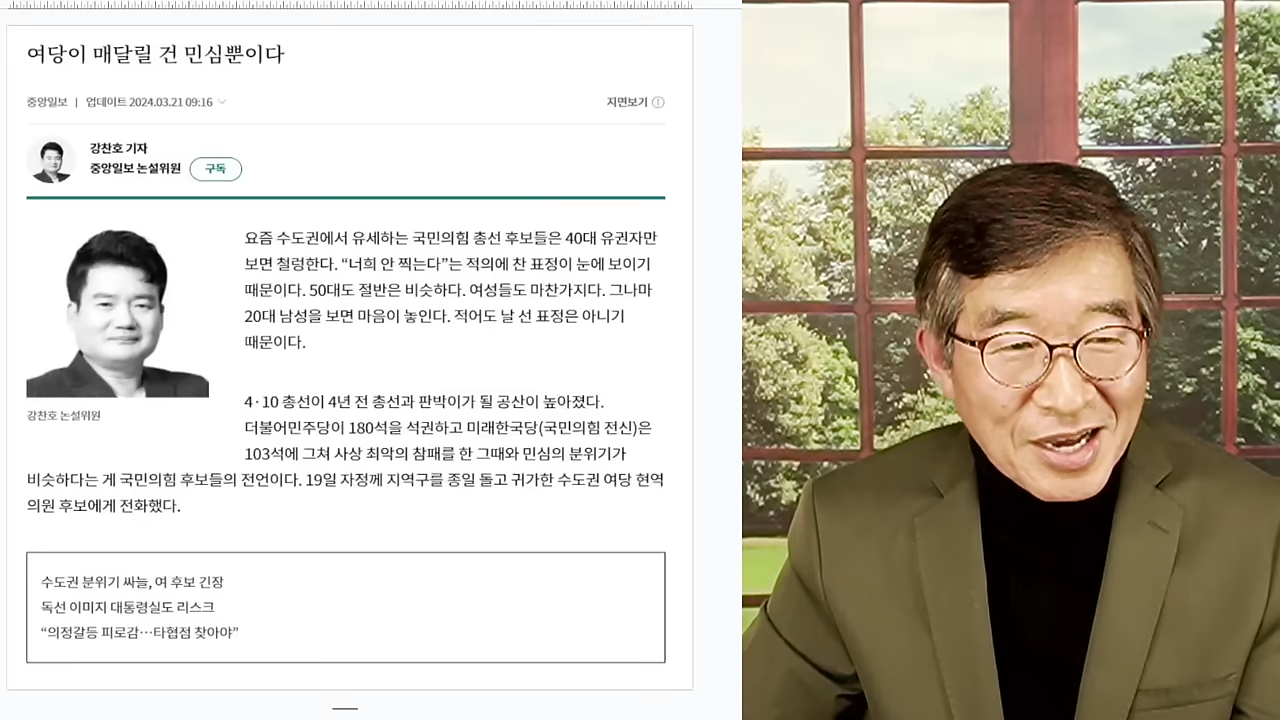 여당이 매달릴 건 민심뿐이다
중앙일보 | 업데이트 2024.03.21 09:16
지면보기
강찬호 기자
중앙일보 논설위원 구독
강찬호 논설위원
요즘 수도권에서 유세하는 국민의힘 총선 후보들은 40대 유권자만
보면 철렁한다. “너희 안 찍는다”는 적의에 찬 표정이 눈에 보이기
때문이다. 50대도 절반은 비슷하다. 여성들도 마찬가지다. 그나마
20대 남성을 보면 마음이 놓인다. 적어도 날 선 표정은 아니기
때문이다.
4·10 총선이 4년 전 총선과 판박이가 될 공산이 높아졌다.
더불어민주당이 180석을 석권하고 미래한국당(국민의힘 전신)은
103석에 그쳐 사상 최악의 참패를 한 그때와 민심의 분위기가
비슷하다는 게 국민의힘 후보들의 전언이다. 19일 자정께 지역구를 종일 돌고 귀가한 수도권 여당 현역
의원 후보에게 전화했다.
수도권 분위기 싸늘, 여 후보 긴장
독선 이미지 대통령실도 리스크
“의정갈등 피로감…타협점 찾아야”